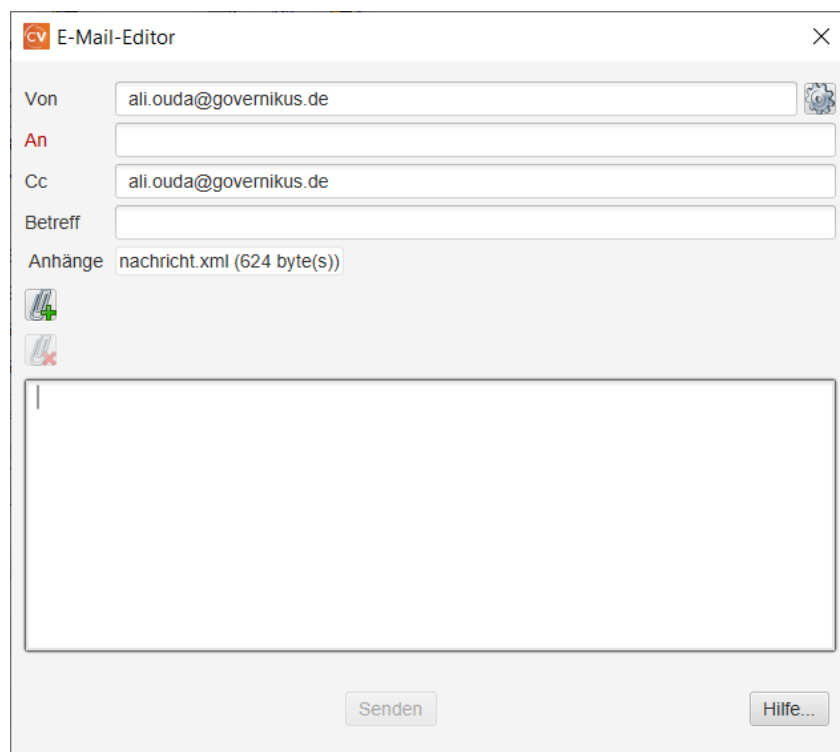 CV E-Mail-Editor
Von ali.ouda@governikus.de
An
Cc ali.ouda@governikus.de
Betreff
Anhänge nachricht.xml (624 byte(s))
Senden Hilfe...